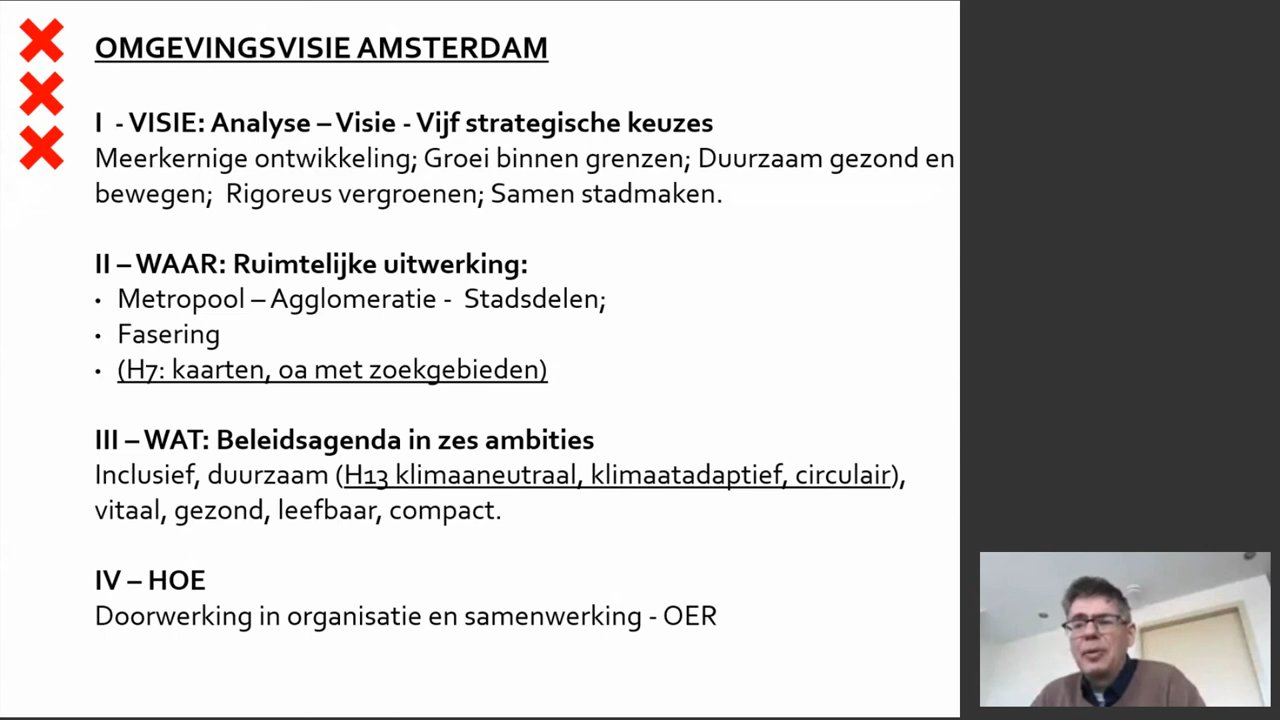 OMGEVINGSVISIE AMSTERDAM
I - VISIE: Analyse – Visie - Vijf strategische keuzes
Meerkernige ontwikkeling; Groei binnen grenzen; Duurzaam gezond en
bewegen; Rigoreus vergroenen; Samen stadmaken.
II – WAAR: Ruimtelijke uitwerking:
• Metropool – Agglomeratie - Stadsdelen;
• Fasering
• (H7: kaarten, oa met zoekgebieden)
III – WAT: Beleidsagenda in zes ambities
Inclusief, duurzaam (H13 klimaaneutraal, klimaatadaptief, circulair),
vitaal, gezond, leefbaar, compact.
IV – HOE
Doorwerking in organisatie en samenwerking - OER